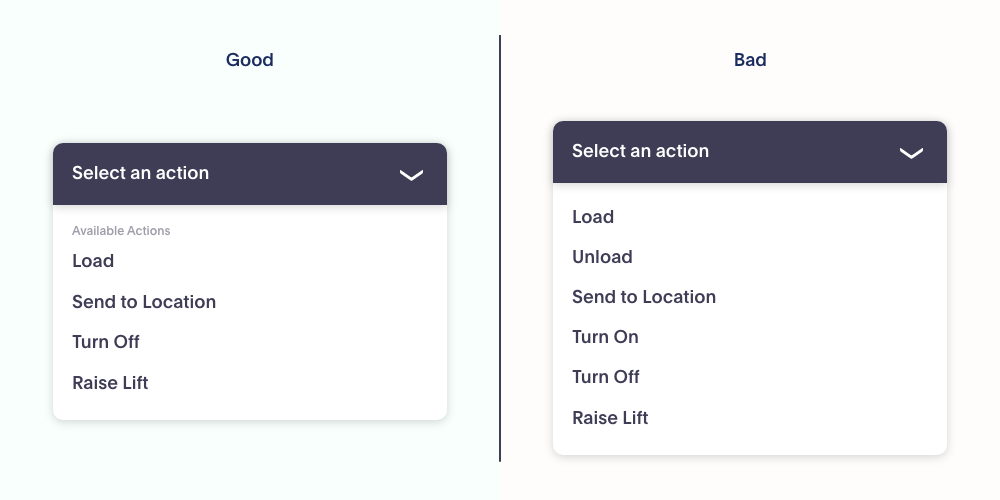 Good
Select an action
Available Actions
Load
Send to Location
Turn Off
Raise Lift
Bad
Select an action
Load
Unload
Send to Location
Turn On
Turn Off
Raise Lift